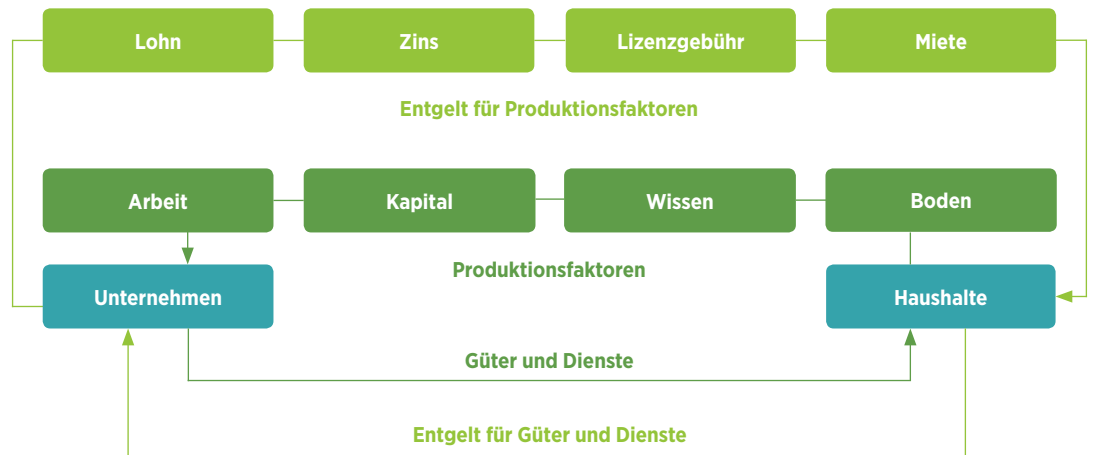 Lohn
Zins
Lizenzgebühr
Miete
Entgelt für Produktionsfaktoren
Arbeit
Kapital
Wissen
Boden
Produktionsfaktoren
Unternehmen
Haushalte
Güter und Dienste
Entgelt für Güter und Dienste